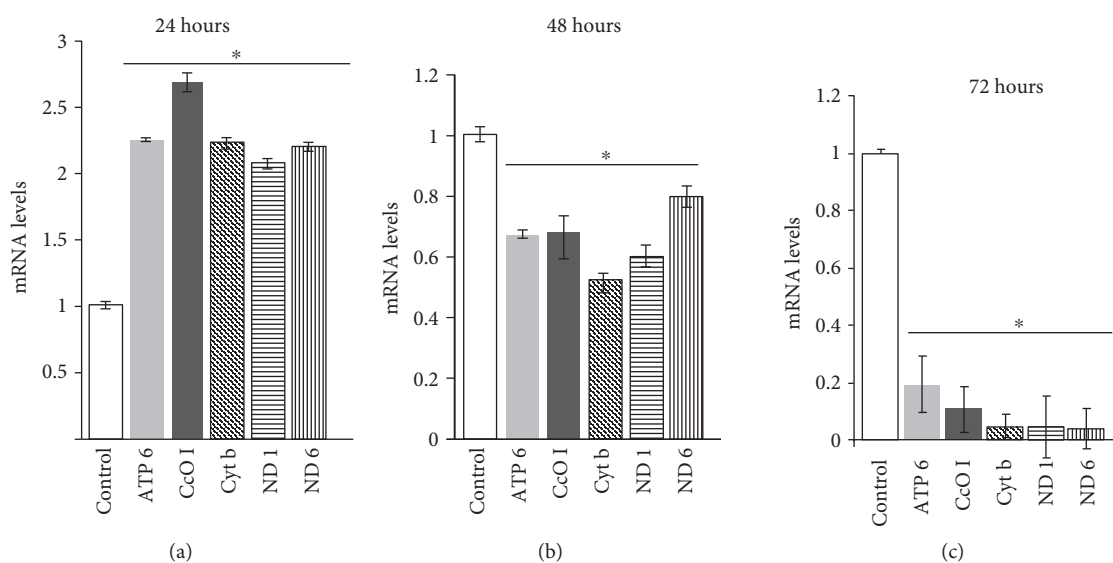 24 hours
3
2.5
2
1.5
1
0.5
mRNA levels
*
Control
ATP 6
CcO I
Cyt b
ND 1
ND 6
(a)
48 hours
1.2
1
0.8
0.6
0.4
0.2
0
mRNA levels
*
Control
ATP 6
CcO I
Cyt b
ND 1
ND 6
(b)
72 hours
1.2
1
0.8
0.6
0.4
0.2
0
mRNA levels
*
Control
ATP 6
CcO I
Cyt b
ND 1
ND 6
(c)